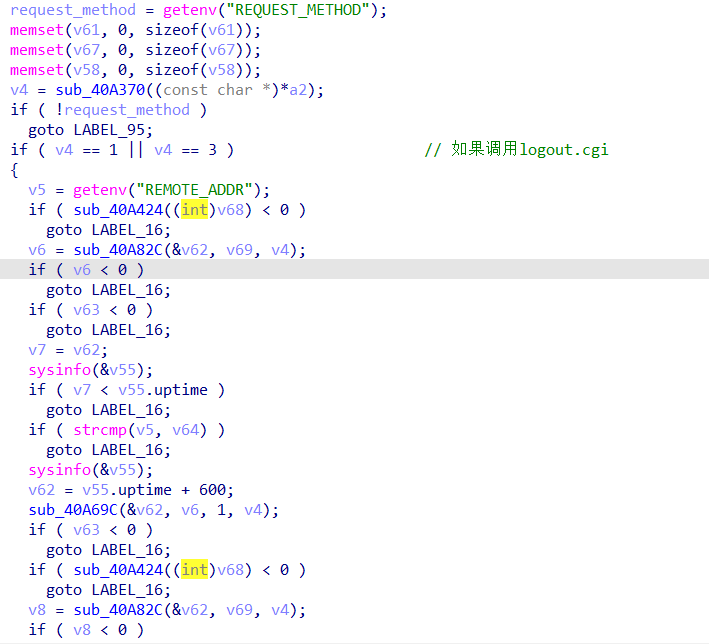 request_method = getenv("REQUEST_METHOD");
memset(v61, 0, sizeof(v61));
memset(v67, 0, sizeof(v67));
memset(v58, 0, sizeof(v58));
v4 = sub_40A370((const char *)*a2);
if ( !request_method )
goto LABEL_95;
if ( v4 == 1 || v4 == 3 ) // 如果调用logout.cgi
{
v5 = getenv("REMOTE_ADDR");
if ( sub_40A424((int)v68) < 0 )
goto LABEL_16;
v6 = sub_40A82C(&v62, v69, v4);
if ( v6 < 0 )
goto LABEL_16;
if ( v63 < 0 )
goto LABEL_16;
v7 = v62;
sysinfo(&v55);
if ( v7 < v55.uptime )
goto LABEL_16;
if ( strcmp(v5, v64) )
goto LABEL_16;
sysinfo(&v55);
v62 = v55.uptime + 600;
sub_40A69C(&v62, v6, 1, v4);
if ( v63 < 0 )
goto LABEL_16;
if ( sub_40A424((int)v68) < 0 )
goto LABEL_16;
v8 = sub_40A82C(&v62, v69, v4);
if ( v8 < 0 )